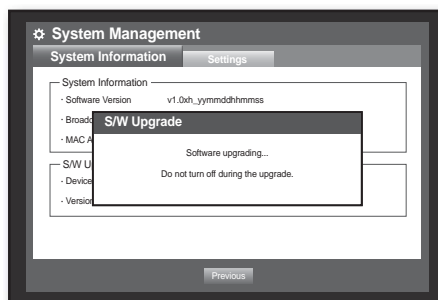 System Management
System Information
Settings
System Information
· Software Version v1.0xh_yymmddhhmmss
· Broadc
S/W Upgrade
· MAC A
Software upgrading...
Do not turn off during the upgrade.
S/W U
· Device
· Version
Previous